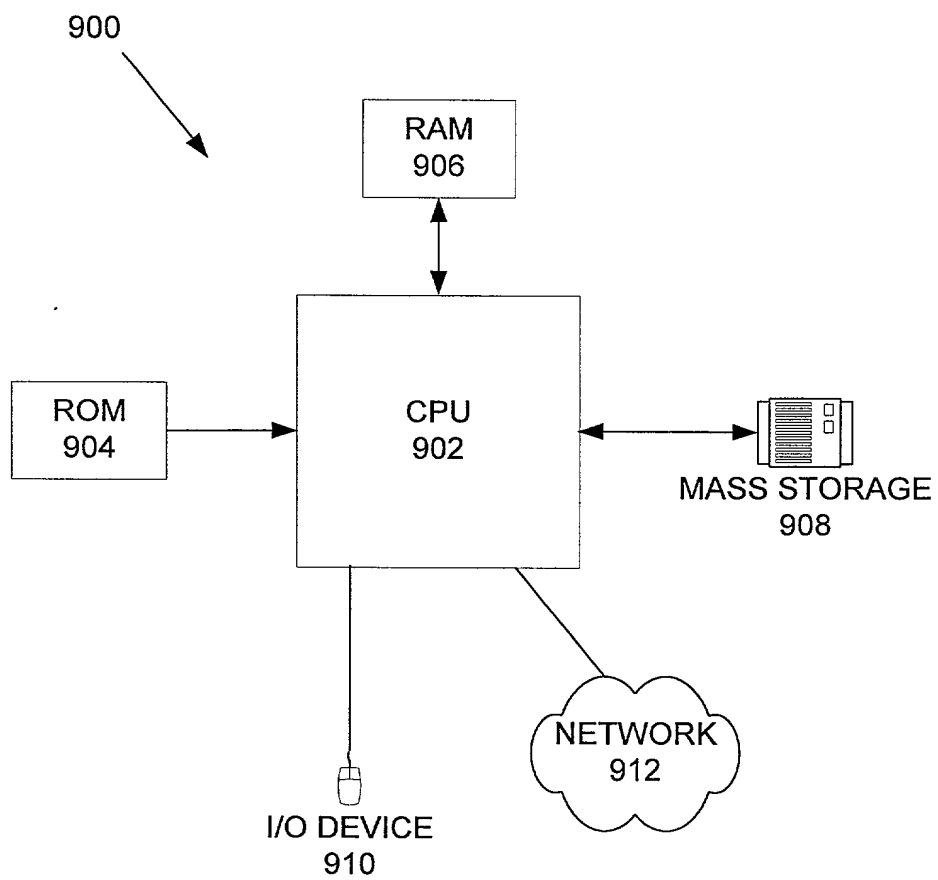 900
RAM
906
ROM
904
CPU
902
MASS STORAGE
908
NETWORK
912
I/O DEVICE
910